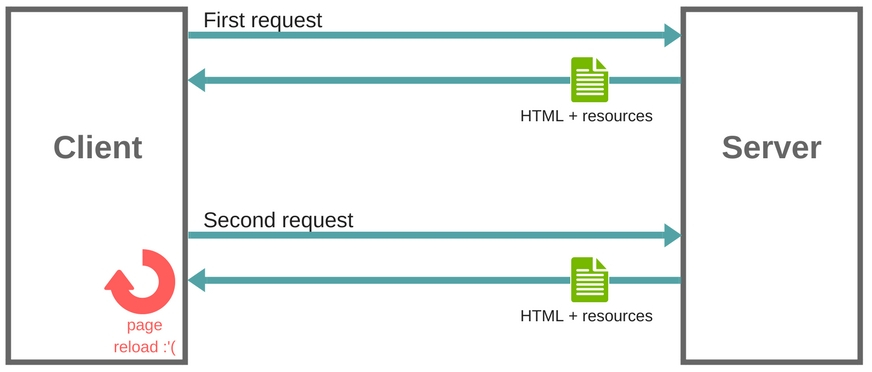 First request
HTML + resources
Client
Server
Second request
HTML + resources
page
reload :'(